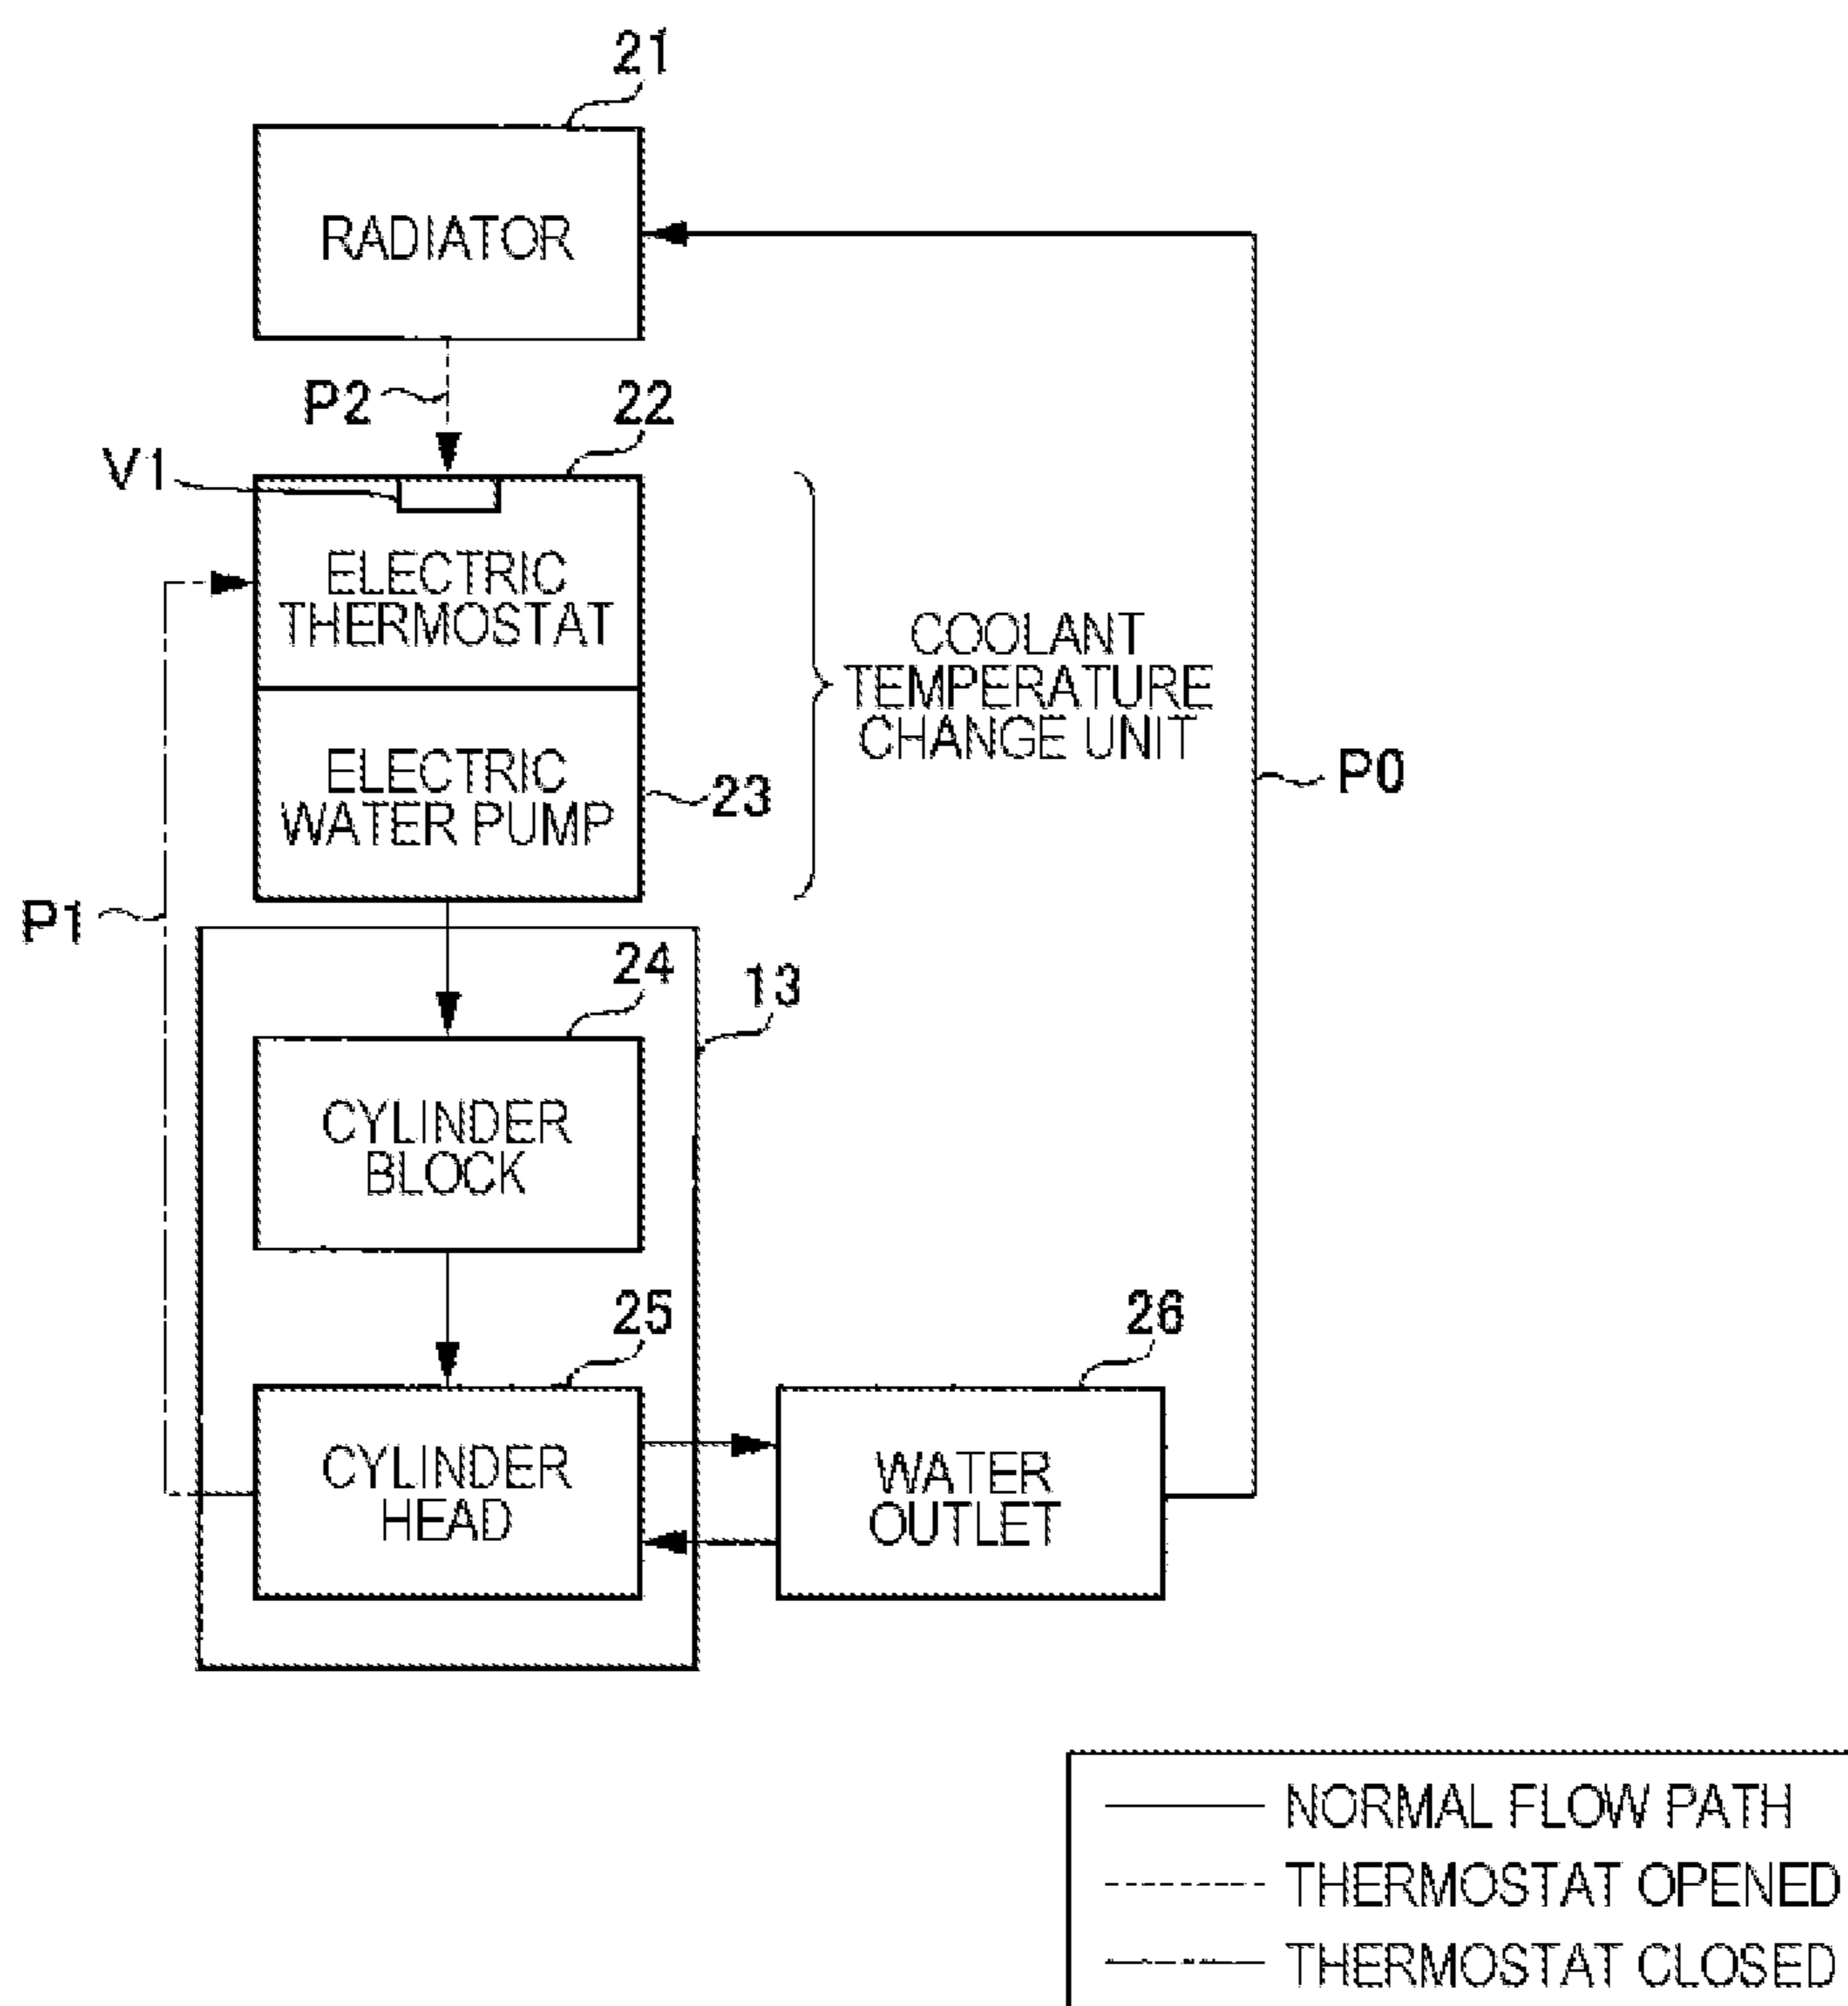 21
RADIATOR
P2
22
V1
ELECTRIC
THERMOSTAT
COOLANT
TEMPERATURE
CHANGE UNIT
ELECTRIC
WATER PUMP
23
P0
P1
24
13
CYLINDER
BLOCK
25
26
CYLINDER
HEAD
WATER
OUTLET
NORMAL FLOW PATH
THERMOSTAT OPENED
THERMOSTAT CLOSED